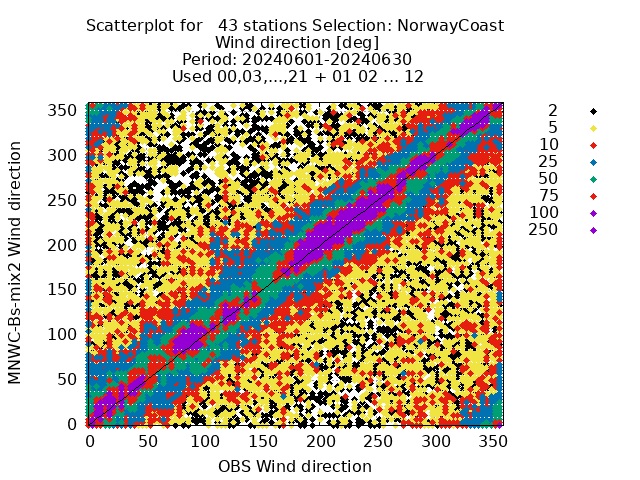 Scatterplot for   43 stations Selection: NorwayCoast
Wind direction [deg]
Period: 20240601-20240630
Used 00,03,...,21 + 01 02 ... 12
MNWC-Bs-mix2 Wind direction
350
300
250
200
150
100
50
0
0 50 100 150 200 250 300 350
OBS Wind direction
2
5
10
25
50
75
100
250